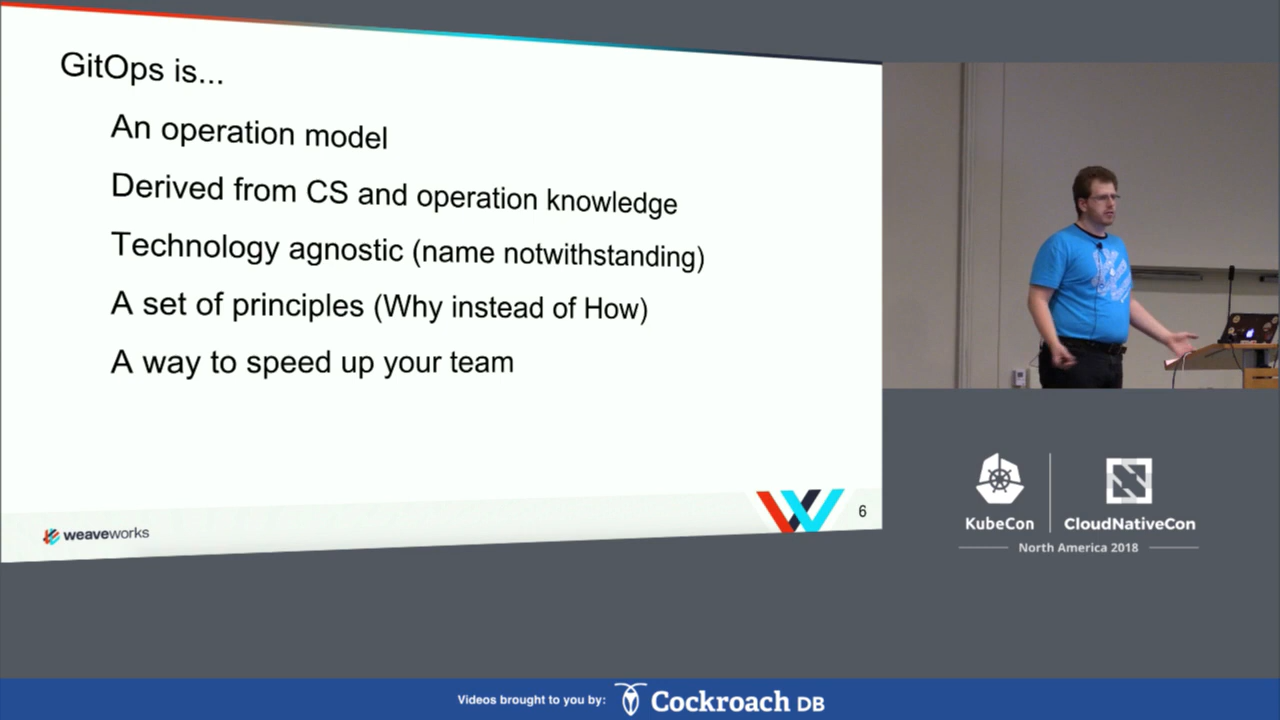 GitOps is...
An operation model
Derived from CS and operation knowledge
Technology agnostic (name notwithstanding)
A set of principles (Why instead of How)
A way to speed up your team
weaveworks
6
KubeCon
CloudNativeCon
North America 2018
Videos brought to you by:
Cockroach DB